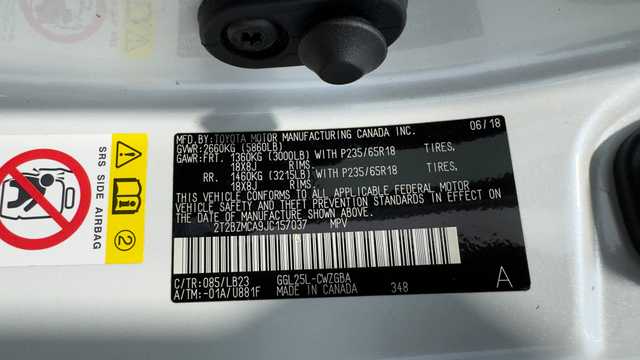 MFD. BY: TOYOTA MOTOR MANUFACTURING CANADA INC. 06/18
GVWR: 2660KG (5860LB)
GAWR: FRT. 1360KG (3000LB) WITH P235/65R18 TIRES,
18X8J RIMS
RR. 1460KG (3215LB) WITH P235/65R18 TIRES,
18X8J RIMS
THIS VEHICLE CONFORMS TO ALL APPLICABLE FEDERAL MOTOR
VEHICLE SAFETY AND THEFT PREVENTION STANDARDS IN EFFECT ON
THE DATE OF MANUFACTURE SHOWN ABOVE.
2T2BZMCA9JC157037 MPV
C/TR: 085/LB23 GGL25L-CWZGBA
A/TM: -01A/U881F MADE IN CANADA 348 A
SRS SIDE AIRBAG
2